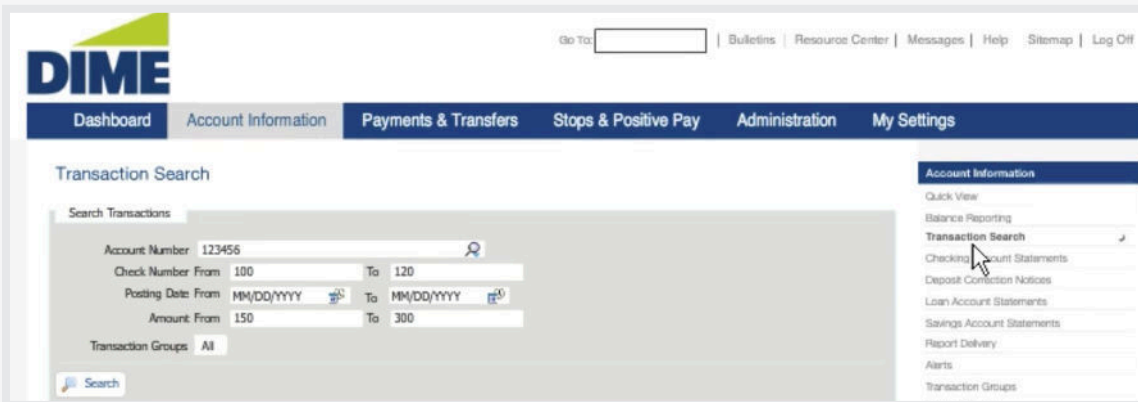 Go To: | Bulletins | Resource Center | Messages | Help Sitemap | Log Off
DIME
Dashboard Account Information Payments & Transfers Stops & Positive Pay Administration My Settings
Transaction Search
Search Transactions
Account Number 123456
Check Number From 100 To 120
Posting Date From MM/DD/YYYY To MM/DD/YYYY
Amount From 150 To 300
Transaction Groups All
Search
Account Information
Quick View
Balance Reporting
Transaction Search
Checking Account Statements
Deposit Correction Notices
Loan Account Statements
Savings Account Statements
Report Delivery
Alerts
Transaction Groups